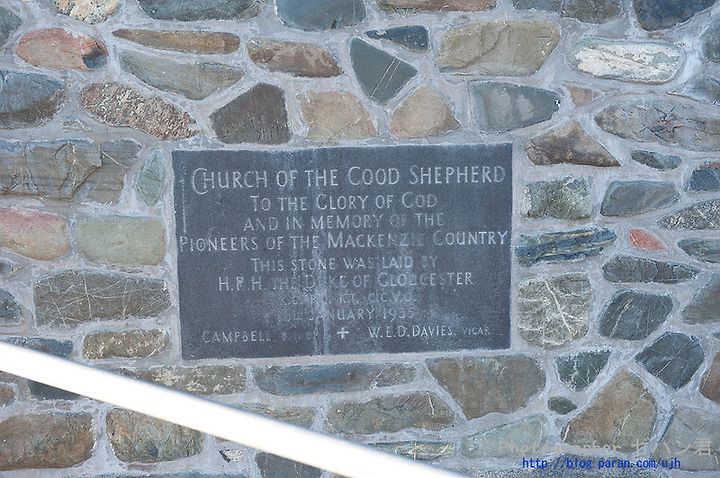 CHURCH OF THE GOOD SHEPHERD
TO THE GLORY OF GOD
AND IN MEMORY OF THE
PIONEERS OF THE MACKENZIE COUNTRY
THIS STONE WAS LAID BY
H.R.H. THE DUKE OF GLOUCESTER
K.T. G.C.V.O.
JANUARY 1935
CAMPBELL + W.E.D. DAVIES, VICAR
http://blog.paran.com/ujh